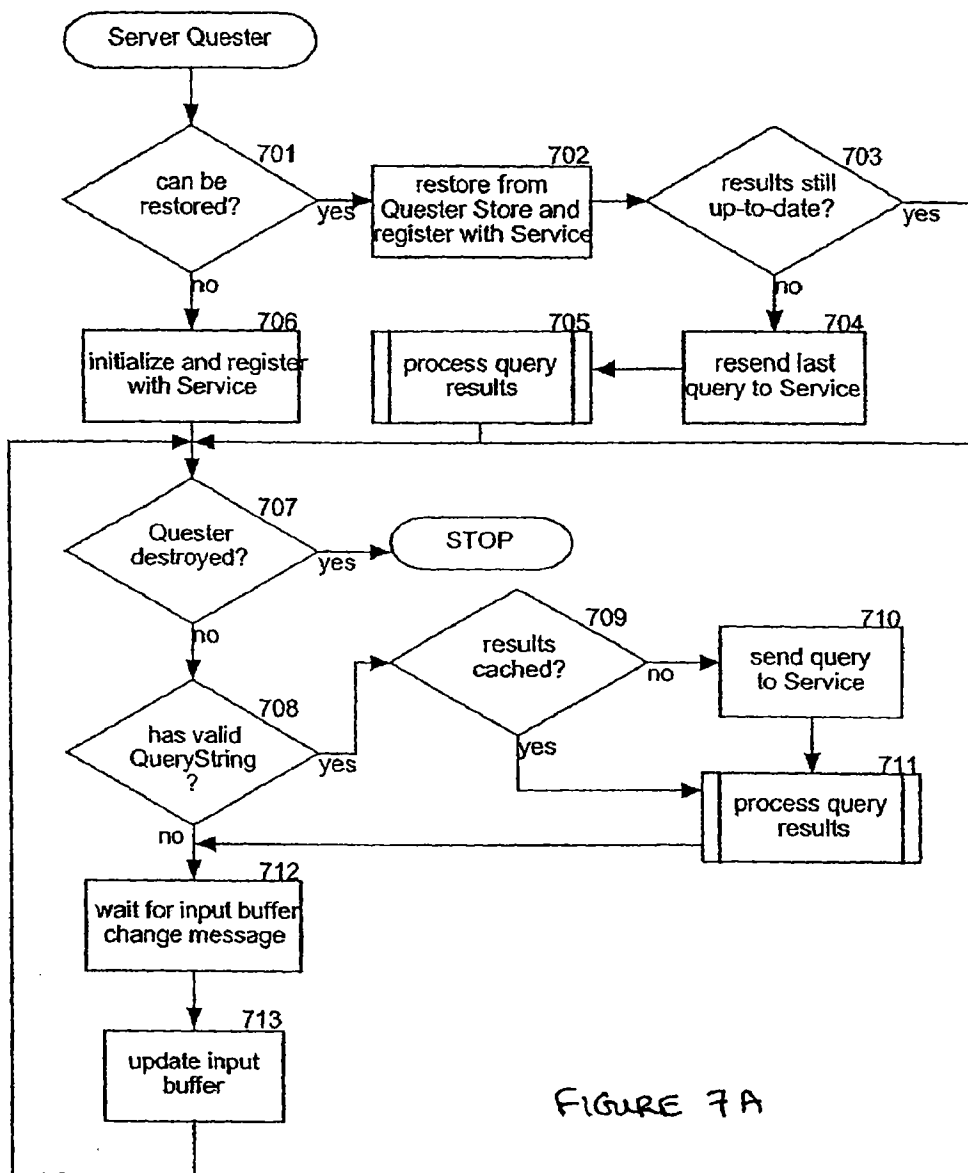 Server Quester
701
can be
restored?
yes
no
702
restore from
Quester Store and
register with Service
703
results still
up-to-date?
yes
no
704
resend last
query to Service
705
process query
results
706
initialize and register
with Service
707
Quester
destroyed?
yes
no
STOP
708
has valid
QueryString
?
yes
no
709
results
cached?
no
yes
710
send query
to Service
711
process query
results
712
wait for input buffer
change message
713
update input
buffer
FIGURE 7A